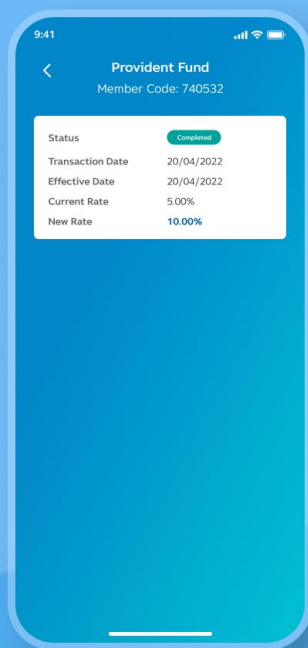 9:41
Provident Fund
Member Code: 740532
Status Completed
Transaction Date 20/04/2022
Effective Date 20/04/2022
Current Rate 5.00%
New Rate 10.00%